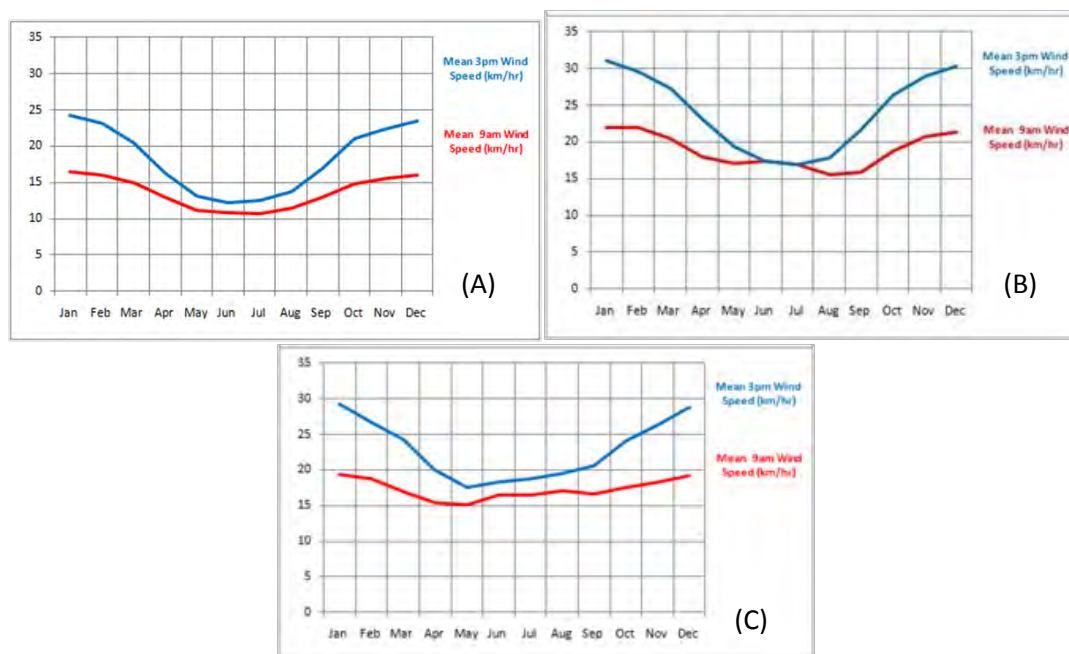 35
30
25
20
15
10
5
0
Jan Feb Mar Apr May Jun Jul Aug Sep Oct Nov Dec
Mean 3pm Wind
Speed (km/hr)
Mean 9am Wind
Speed (km/hr)
(A)
35
30
25
20
15
10
5
0
Jan Feb Mar Apr May Jun Jul Aug Sep Oct Nov Dec
Mean 3pm Wind
Speed (km/hr)
Mean 9am Wind
Speed (km/hr)
(B)
35
30
25
20
15
10
5
0
Jan Feb Mar Apr May Jun Jul Aug Sep Oct Nov Dec
Mean 3pm Wind
Speed (km/hr)
Mean 9am Wind
Speed (km/hr)
(C)